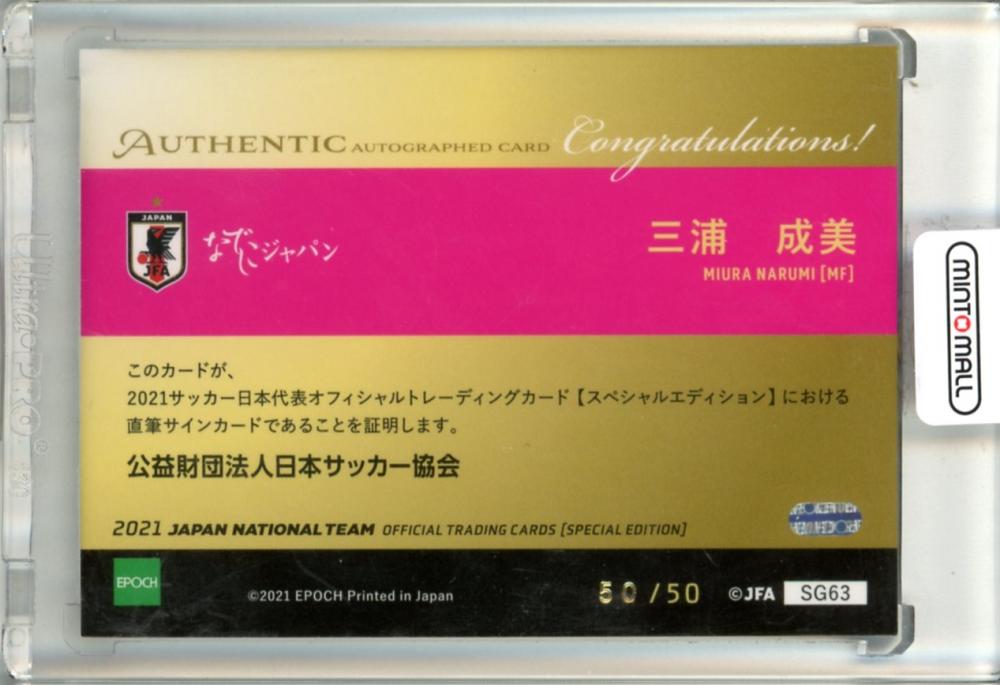 AUTHENTIC AUTOGRAPHED CARD Congratulations!
JAPAN
JFA
なでしこジャパン
三浦 成美
MIURA NARUMI [MF]
このカードが、
2021サッカー日本代表オフィシャルトレーディングカード【スペシャルエディション】における
直筆サインカードであることを証明します。
公益財団法人日本サッカー協会
2021 JAPAN NATIONAL TEAM OFFICIAL TRADING CARDS [SPECIAL EDITION]
EPOCH
©2021 EPOCH Printed in Japan
50/50
©JFA
SG63
MINT MALL
Ultra PRO®